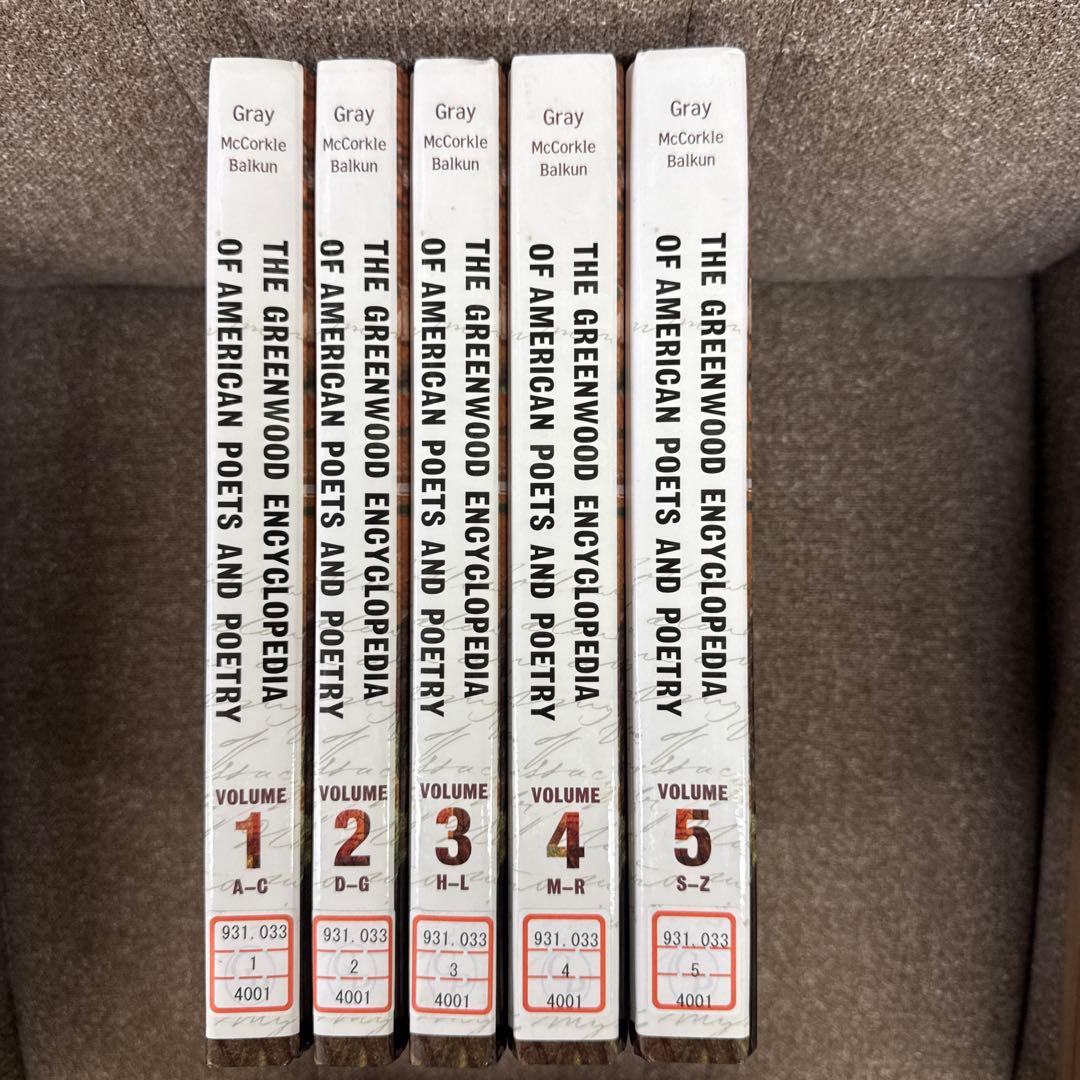 Gray
McCorkle
Balkun
THE GREENWOOD ENCYCLOPEDIA
OF AMERICAN POETS AND POETRY
VOLUME
1
A–C
931.033
1
4001
Gray
McCorkle
Balkun
THE GREENWOOD ENCYCLOPEDIA
OF AMERICAN POETS AND POETRY
VOLUME
2
D–G
931.033
2
4001
Gray
McCorkle
Balkun
THE GREENWOOD ENCYCLOPEDIA
OF AMERICAN POETS AND POETRY
VOLUME
3
H–L
931.033
3
4001
Gray
McCorkle
Balkun
THE GREENWOOD ENCYCLOPEDIA
OF AMERICAN POETS AND POETRY
VOLUME
4
M–R
931.033
4
4001
Gray
McCorkle
Balkun
THE GREENWOOD ENCYCLOPEDIA
OF AMERICAN POETS AND POETRY
VOLUME
5
S–Z
931.033
5
4001